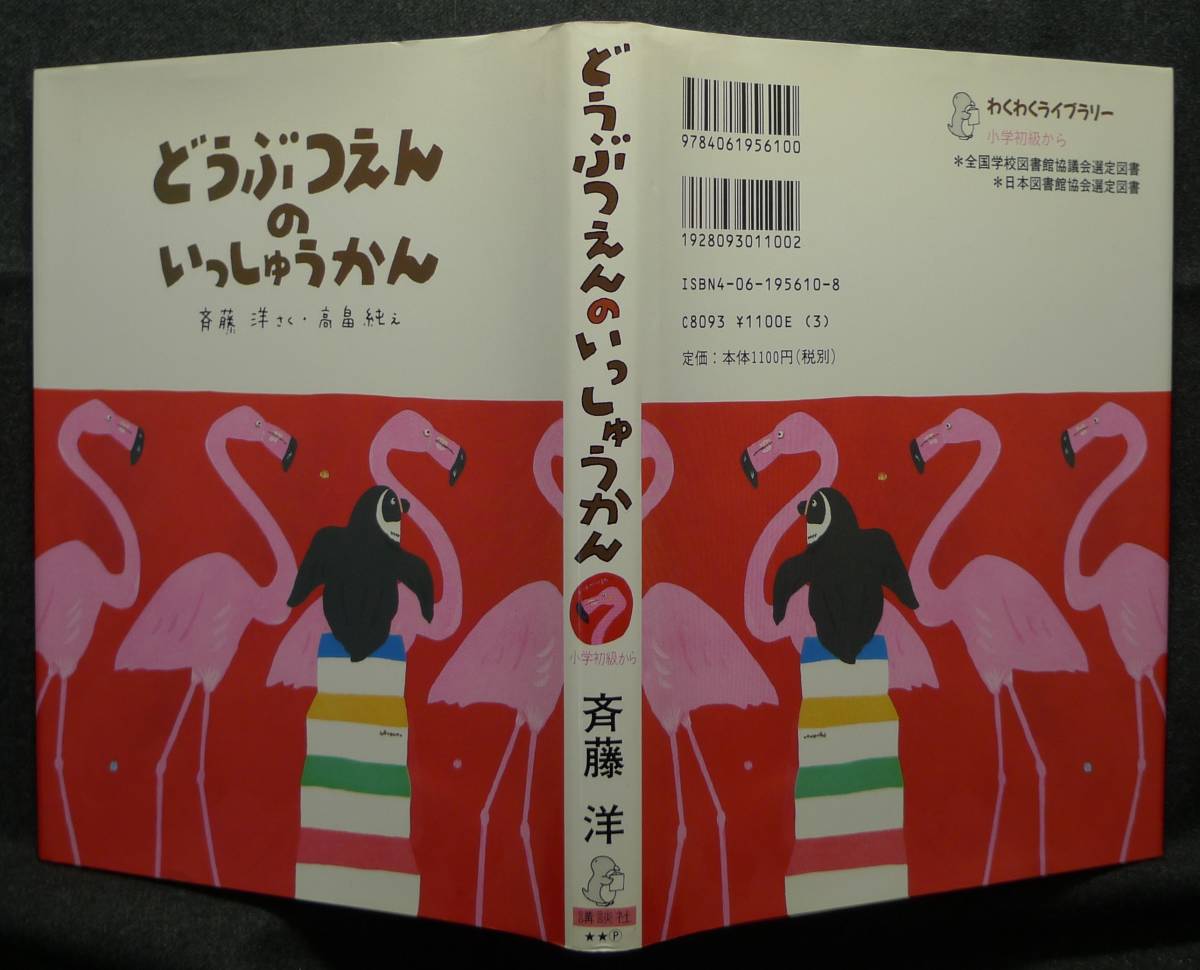 どうぶつえん
の
いっしゅうかん
斉藤 洋 さく・高畠 純 え
どうぶつえんのいっしゅうかん
小学初級から
斉藤 洋
講談社
★★Ⓟ
9784061956100
1928093011002
ISBN4-06-195610-8
C8093 ¥1100E (3)
定価：本体1100円(税別)
わくわくライブラリー
小学初級から
＊全国学校図書館協議会選定図書
＊日本図書館協会選定図書